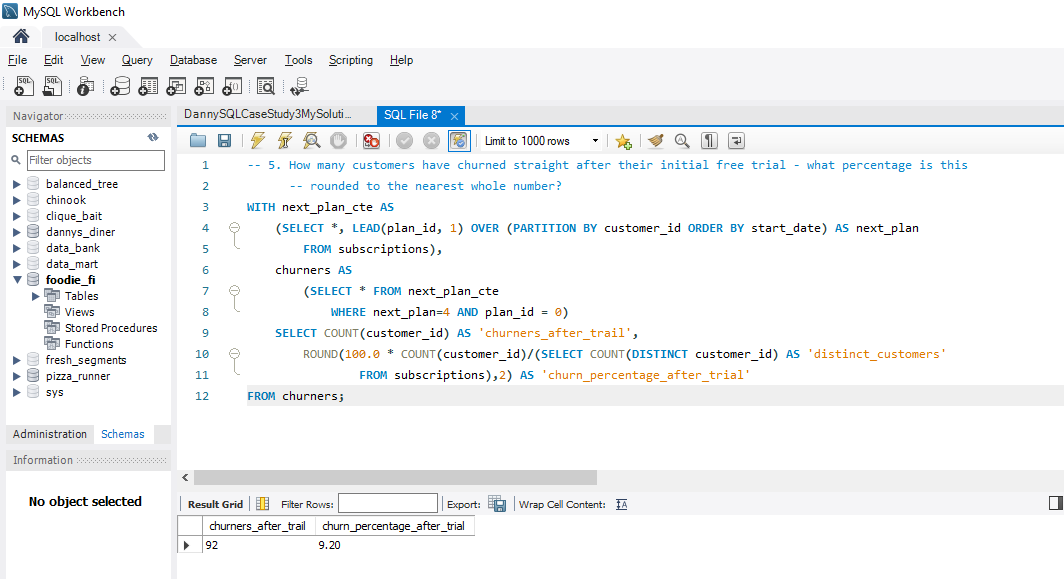 MySQL Workbench
localhost
File Edit View Query Database Server Tools Scripting Help
Navigator
SCHEMAS
Filter objects
balanced_tree
chinook
clique_bait
dannys_diner
data_bank
data_mart
foodie_fi
Tables
Views
Stored Procedures
Functions
fresh_segments
pizza_runner
sys
Administration Schemas
Information
No object selected
DannySQLCaseStudy3MySoluti... SQL File 8*
Limit to 1000 rows
1 -- 5. How many customers have churned straight after their initial free trial - what percentage is this
2 -- rounded to the nearest whole number?
3 WITH next_plan_cte AS
4 (SELECT *, LEAD(plan_id, 1) OVER (PARTITION BY customer_id ORDER BY start_date) AS next_plan
5 FROM subscriptions),
6 churners AS
7 (SELECT * FROM next_plan_cte
8 WHERE next_plan=4 AND plan_id = 0)
9 SELECT COUNT(customer_id) AS 'churners_after_trail',
10 ROUND(100.0 * COUNT(customer_id)/(SELECT COUNT(DISTINCT customer_id) AS 'distinct_customers'
11 FROM subscriptions),2) AS 'churn_percentage_after_trial'
12 FROM churners;
Result Grid Filter Rows: Export: Wrap Cell Content:
churners_after_trail churn_percentage_after_trial
92 9.20